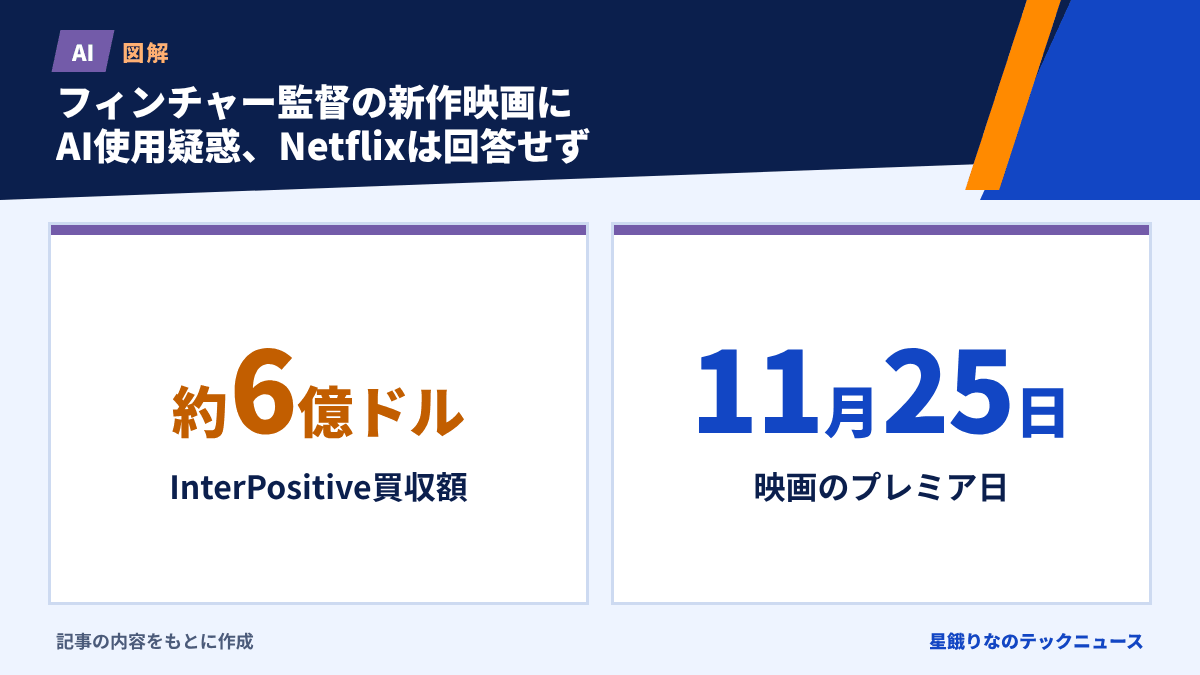 AI 図解
フィンチャー監督の新作映画に
AI使用疑惑、Netflixは回答せず
約6億ドル
InterPositive買収額
11月25日
映画のプレミア日
記事の内容をもとに作成
星餓りなのテックニュース